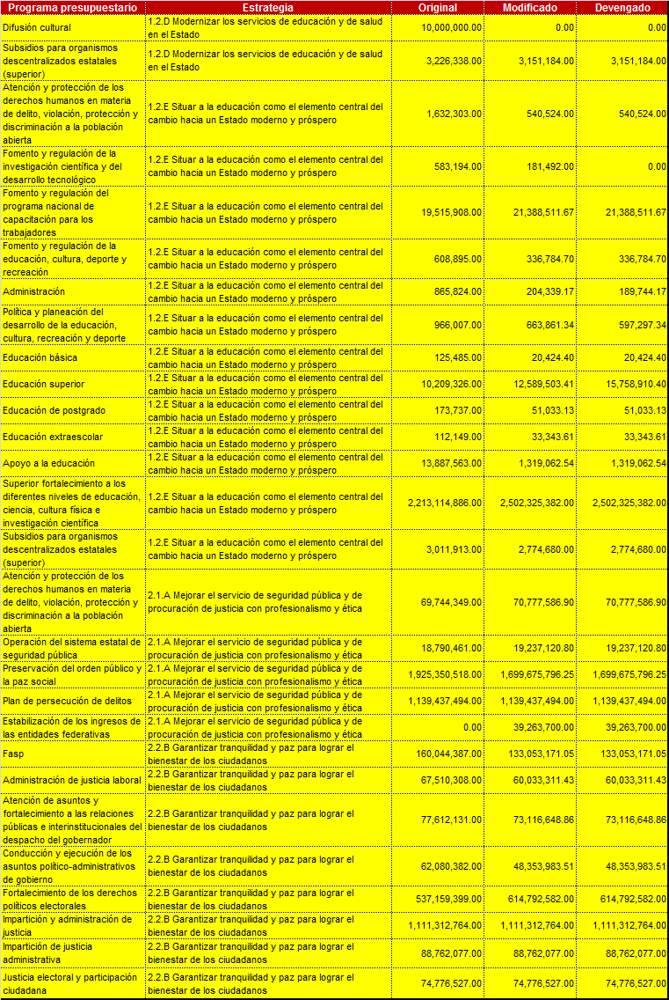 Programa presupuestario Estrategia Original Modificado Devengado
Difusión cultural
1.2.D Modernizar los servicios de educación y de salud
en el Estado
10,000,000.00 0.00 0.00
Subsidios para organismos
descentralizados estatales
(superior)
1.2.D Modernizar los servicios de educación y de salud
en el Estado
3,226,338.00 3,151,184.00 3,151,184.00
Atención y protección de los
derechos humanos en materia
de delito, violación, protección y
discriminación a la población
abierta
1.2.E Situar a la educación como el elemento central del
cambio hacia un Estado moderno y próspero
1,632,303.00 540,524.00 540,524.00
Fomento y regulación de la
investigación científica y del
desarrollo tecnológico
1.2.E Situar a la educación como el elemento central del
cambio hacia un Estado moderno y próspero
583,194.00 181,492.00 0.00
Fomento y regulación del
programa nacional de
capacitación para los
trabajadores
1.2.E Situar a la educación como el elemento central del
cambio hacia un Estado moderno y próspero
19,515,908.00 21,388,511.67 21,388,511.67
Fomento y regulación de la
educación, cultura, deporte y
recreación
1.2.E Situar a la educación como el elemento central del
cambio hacia un Estado moderno y próspero
608,895.00 336,784.70 336,784.70
Administración
1.2.E Situar a la educación como el elemento central del
cambio hacia un Estado moderno y próspero
865,824.00 204,339.17 189,744.17
Política y planeación del
desarrollo de la educación,
cultura, recreación y deporte
1.2.E Situar a la educación como el elemento central del
cambio hacia un Estado moderno y próspero
966,007.00 663,861.34 597,297.34
Educación básica
1.2.E Situar a la educación como el elemento central del
cambio hacia un Estado moderno y próspero
125,485.00 20,424.40 20,424.40
Educación superior
1.2.E Situar a la educación como el elemento central del
cambio hacia un Estado moderno y próspero
10,209,326.00 12,589,503.41 15,758,910.40
Educación de postgrado
1.2.E Situar a la educación como el elemento central del
cambio hacia un Estado moderno y próspero
173,737.00 51,033.13 51,033.13
Educación extraescolar
1.2.E Situar a la educación como el elemento central del
cambio hacia un Estado moderno y próspero
112,149.00 33,343.61 33,343.61
Apoyo a la educación
1.2.E Situar a la educación como el elemento central del
cambio hacia un Estado moderno y próspero
13,887,563.00 1,319,062.54 1,319,062.54
Superior fortalecimiento a los
diferentes niveles de educación,
ciencia, cultura física e
investigación científica
1.2.E Situar a la educación como el elemento central del
cambio hacia un Estado moderno y próspero
2,213,114,886.00 2,502,325,382.00 2,502,325,382.00
Subsidios para organismos
descentralizados estatales
(superior)
1.2.E Situar a la educación como el elemento central del
cambio hacia un Estado moderno y próspero
3,011,913.00 2,774,680.00 2,774,680.00
Atención y protección de los
derechos humanos en materia
de delito, violación, protección y
discriminación a la población
abierta
2.1.A Mejorar el servicio de seguridad pública y de
procuración de justicia con profesionalismo y ética
69,744,349.00 70,777,586.90 70,777,586.90
Operación del sistema estatal de
seguridad pública
2.1.A Mejorar el servicio de seguridad pública y de
procuración de justicia con profesionalismo y ética
18,790,461.00 19,237,120.80 19,237,120.80
Preservación del orden público y
la paz social
2.1.A Mejorar el servicio de seguridad pública y de
procuración de justicia con profesionalismo y ética
1,925,350,518.00 1,699,675,796.25 1,699,675,796.25
Plan de persecución de delitos
2.1.A Mejorar el servicio de seguridad pública y de
procuración de justicia con profesionalismo y ética
1,139,437,494.00 1,139,437,494.00 1,139,437,494.00
Estabilización de los ingresos de
las entidades federativas
2.1.A Mejorar el servicio de seguridad pública y de
procuración de justicia con profesionalismo y ética
0.00 39,263,700.00 39,263,700.00
Fasp
2.2.B Garantizar tranquilidad y paz para lograr el
bienestar de los ciudadanos
160,044,387.00 133,053,171.05 133,053,171.05
Administración de justicia laboral
2.2.B Garantizar tranquilidad y paz para lograr el
bienestar de los ciudadanos
67,510,308.00 60,033,311.43 60,033,311.43
Atención de asuntos y
fortalecimiento a las relaciones
públicas e interinstitucionales del
despacho del gobernador
2.2.B Garantizar tranquilidad y paz para lograr el
bienestar de los ciudadanos
77,612,131.00 73,116,648.86 73,116,648.86
Conducción y ejecución de los
asuntos político-administrativos
de gobierno
2.2.B Garantizar tranquilidad y paz para lograr el
bienestar de los ciudadanos
62,080,382.00 48,353,983.51 48,353,983.51
Fortalecimiento de los derechos
políticos electorales
2.2.B Garantizar tranquilidad y paz para lograr el
bienestar de los ciudadanos
537,159,399.00 614,792,582.00 614,792,582.00
Impartición y administración de
justicia
2.2.B Garantizar tranquilidad y paz para lograr el
bienestar de los ciudadanos
1,111,312,764.00 1,111,312,764.00 1,111,312,764.00
Impartición de justicia
administrativa
2.2.B Garantizar tranquilidad y paz para lograr el
bienestar de los ciudadanos
88,762,077.00 88,762,077.00 88,762,077.00
Justicia electoral y participación
ciudadana
2.2.B Garantizar tranquilidad y paz para lograr el
bienestar de los ciudadanos
74,776,527.00 74,776,527.00 74,776,527.00